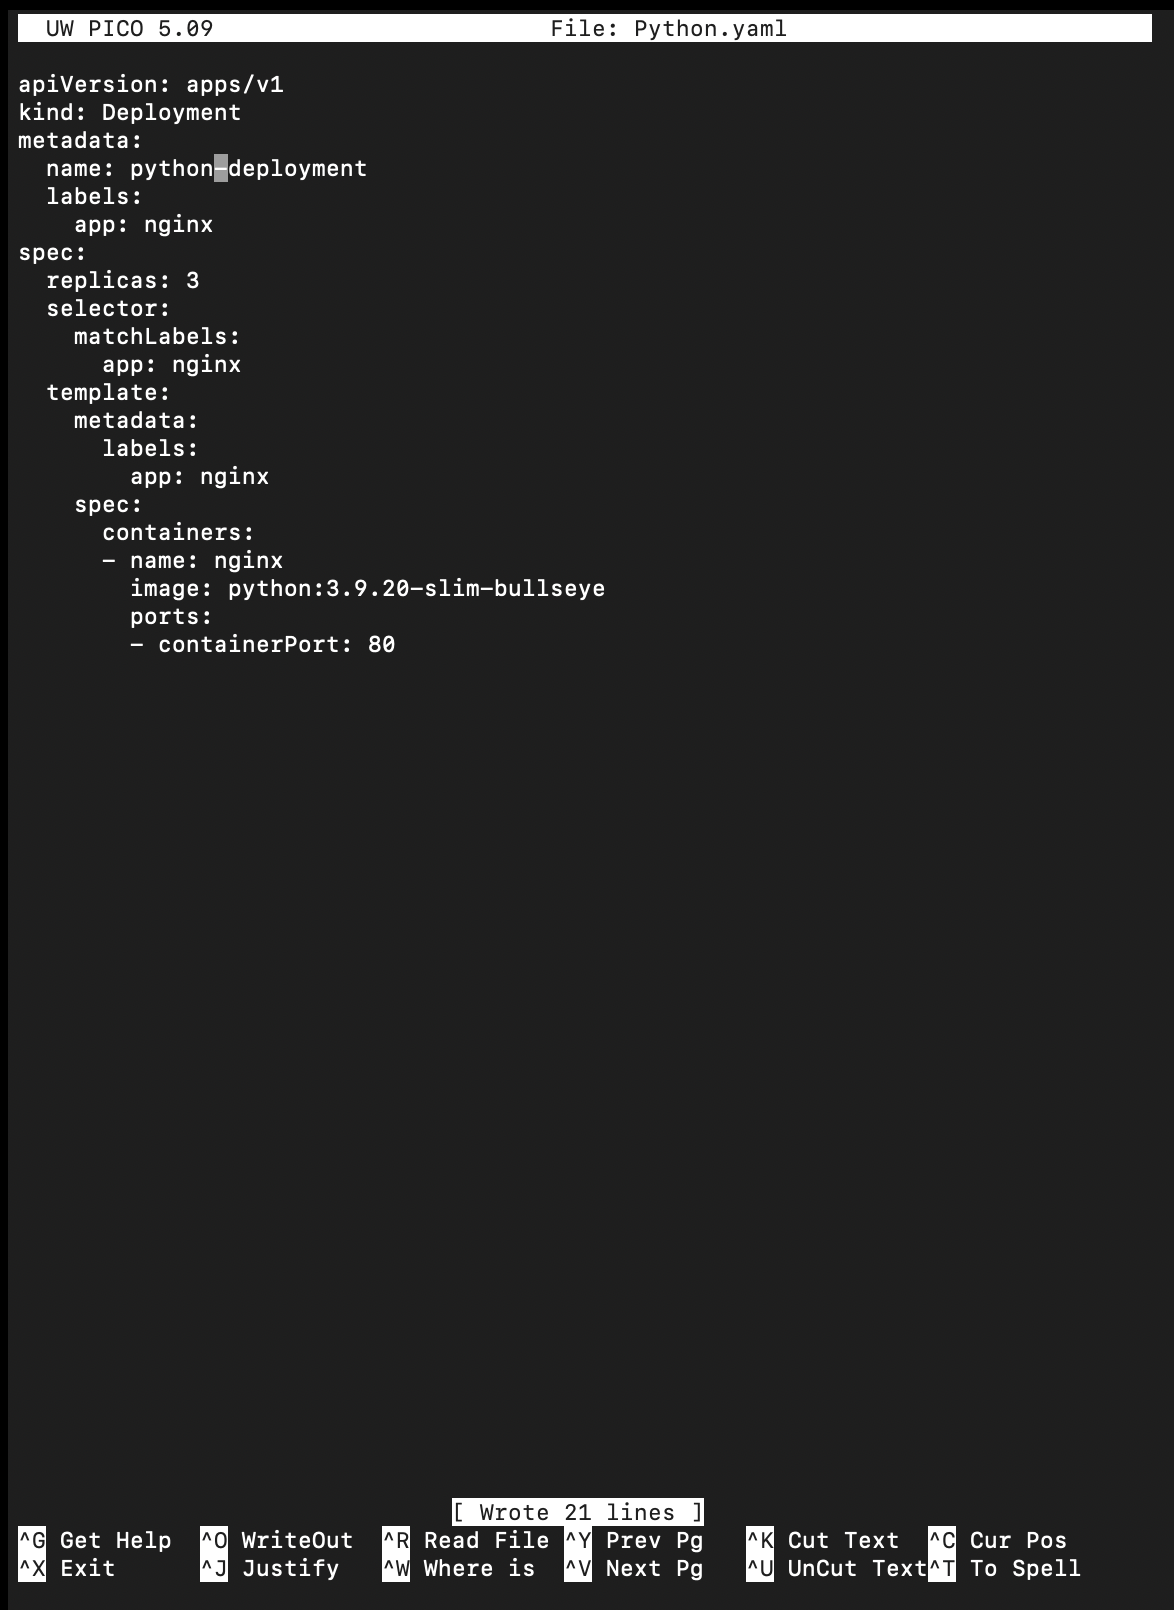 UW PICO 5.09 File: Python.yaml
apiVersion: apps/v1
kind: Deployment
metadata:
  name: python-deployment
  labels:
    app: nginx
spec:
  replicas: 3
  selector:
    matchLabels:
      app: nginx
  template:
    metadata:
      labels:
        app: nginx
    spec:
      containers:
      - name: nginx
        image: python:3.9.20-slim-bullseye
        ports:
        - containerPort: 80
[ Wrote 21 lines ]
^G Get Help ^O WriteOut ^R Read File ^Y Prev Pg ^K Cut Text ^C Cur Pos
^X Exit ^J Justify ^W Where is ^V Next Pg ^U UnCut Text ^T To Spell